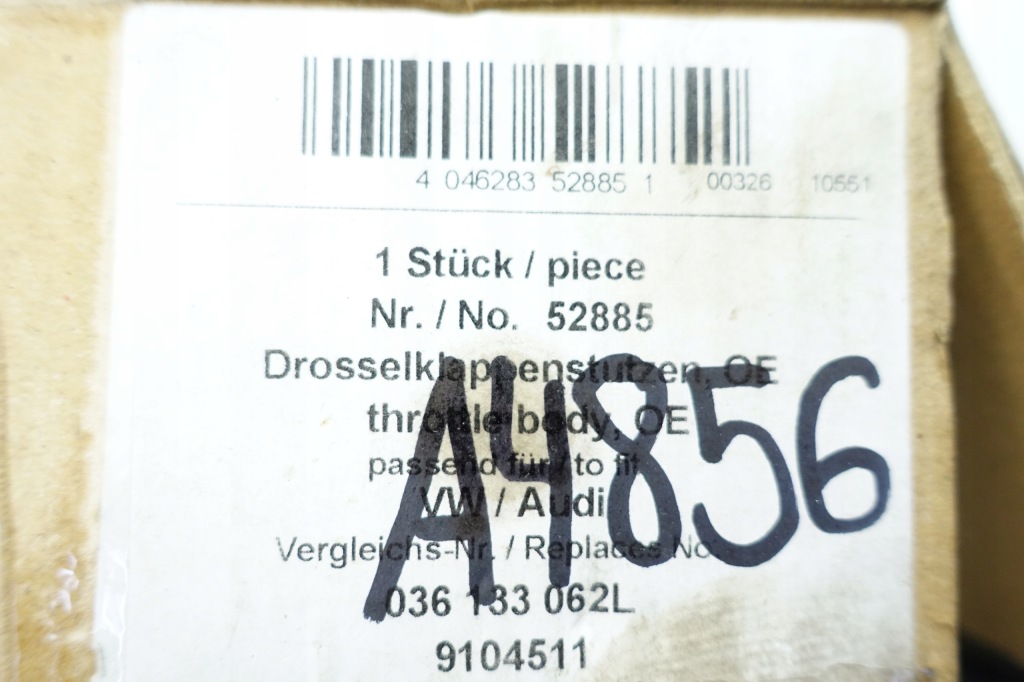 4 046283 52885 1 00326 10551
1 Stück / piece
Nr. / No. 52885
Drosselklappenstutzen, OE
throttle body, OE
passend für / to fit
VW / Audi
A4856
Vergleichs-Nr. / Replaces No.
036 133 062L
9104511